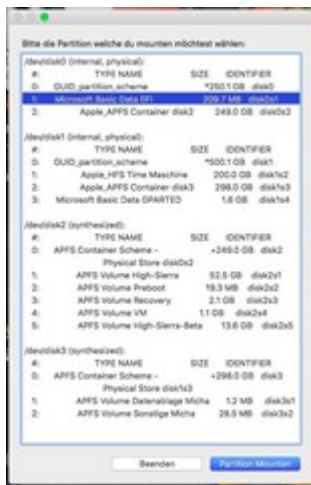 Bitte die Partition welche du mounten möchtest wählen:
/dev/disk0 (internal, physical):
#: TYPE NAME SIZE IDENTIFIER
0: GUID_partition_scheme *250.1 GB disk0
1: Microsoft Basic Data EFI 209.7 MB disk0s1
2: Apple_APFS Container disk2 249.0 GB disk0s2
/dev/disk1 (internal, physical):
#: TYPE NAME SIZE IDENTIFIER
0: GUID_partition_scheme *500.1 GB disk1
1: Apple_HFS Time Maschine 200.0 GB disk1s2
2: Apple_APFS Container disk3 298.0 GB disk1s3
3: Microsoft Basic Data GPARTED 1.6 GB disk1s4
/dev/disk2 (synthesized):
#: TYPE NAME SIZE IDENTIFIER
0: APFS Container Scheme - +249.0 GB disk2
Physical Store disk0s2
1: APFS Volume High-Sierra 52.5 GB disk2s1
2: APFS Volume Preboot 19.3 MB disk2s2
3: APFS Volume Recovery 2.1 GB disk2s3
4: APFS Volume VM 1.1 GB disk2s4
5: APFS Volume High-Sierra-Beta 13.6 GB disk2s5
/dev/disk3 (synthesized):
#: TYPE NAME SIZE IDENTIFIER
0: APFS Container Scheme - +298.0 GB disk3
Physical Store disk1s3
1: APFS Volume Datenablage Micha 1.2 MB disk3s1
2: APFS Volume Sonstige Micha 28.5 MB disk3s2
Beenden Partition Mounten